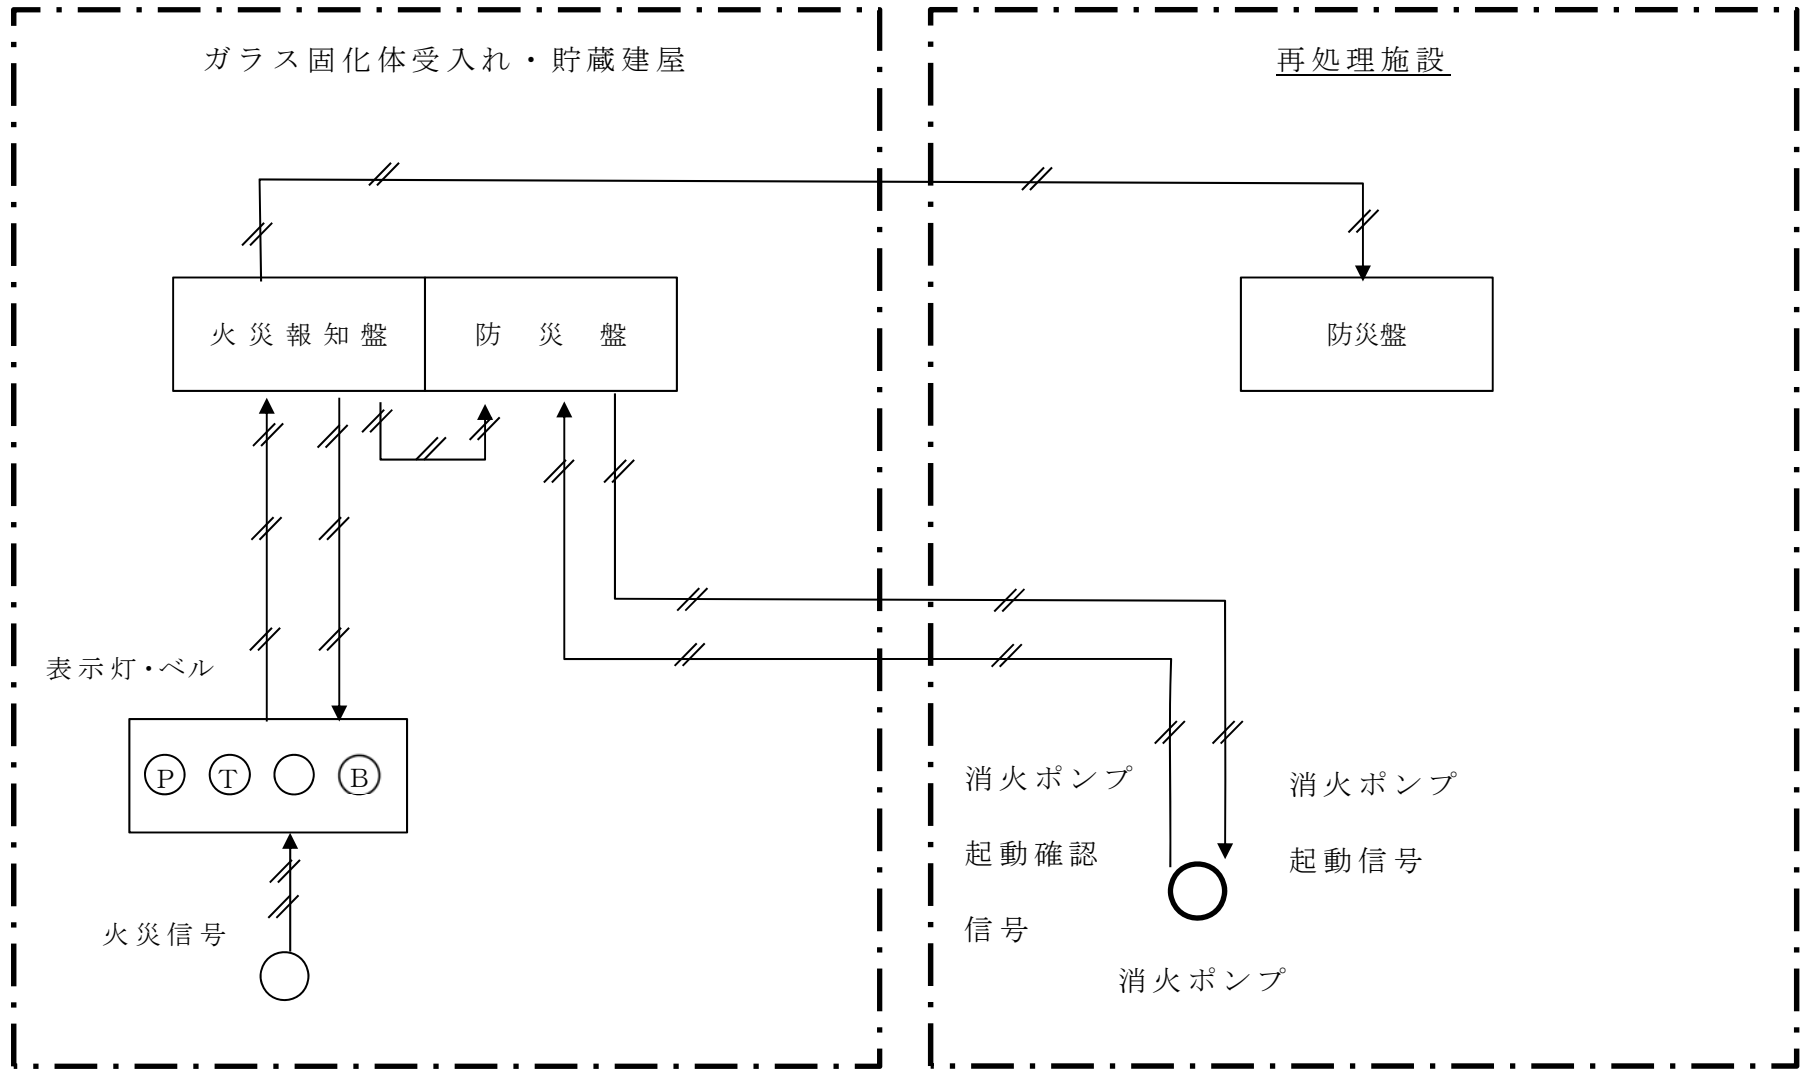 ガラス固化体受入れ・貯蔵建屋
再処理施設
火災報知盤
防災盤
防災盤
表示灯・ベル
P T B
火災信号
消火ポンプ
起動確認
信号
消火ポンプ
起動信号
消火ポンプ